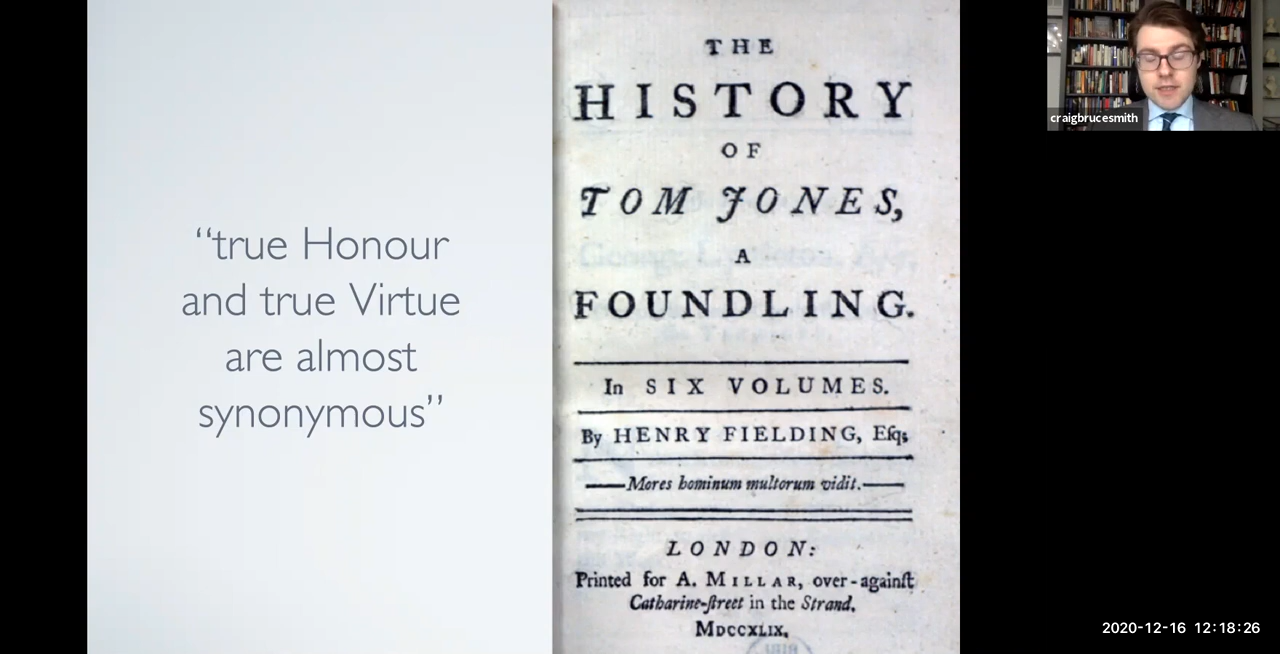 “true Honour
and true Virtue
are almost
synonymous”
THE
HISTORY
OF
TOM JONES,
A
FOUNDLING.
In SIX VOLUMES.
By HENRY FIELDING, Eſq;
Mores hominum multorum vidit.
LONDON:
Printed for A. MILLAR, over-againſt
Catharine-ſtreet in the Strand.
MDCCXLIX.
craigbrucesmith
2020-12-16 12:18:26